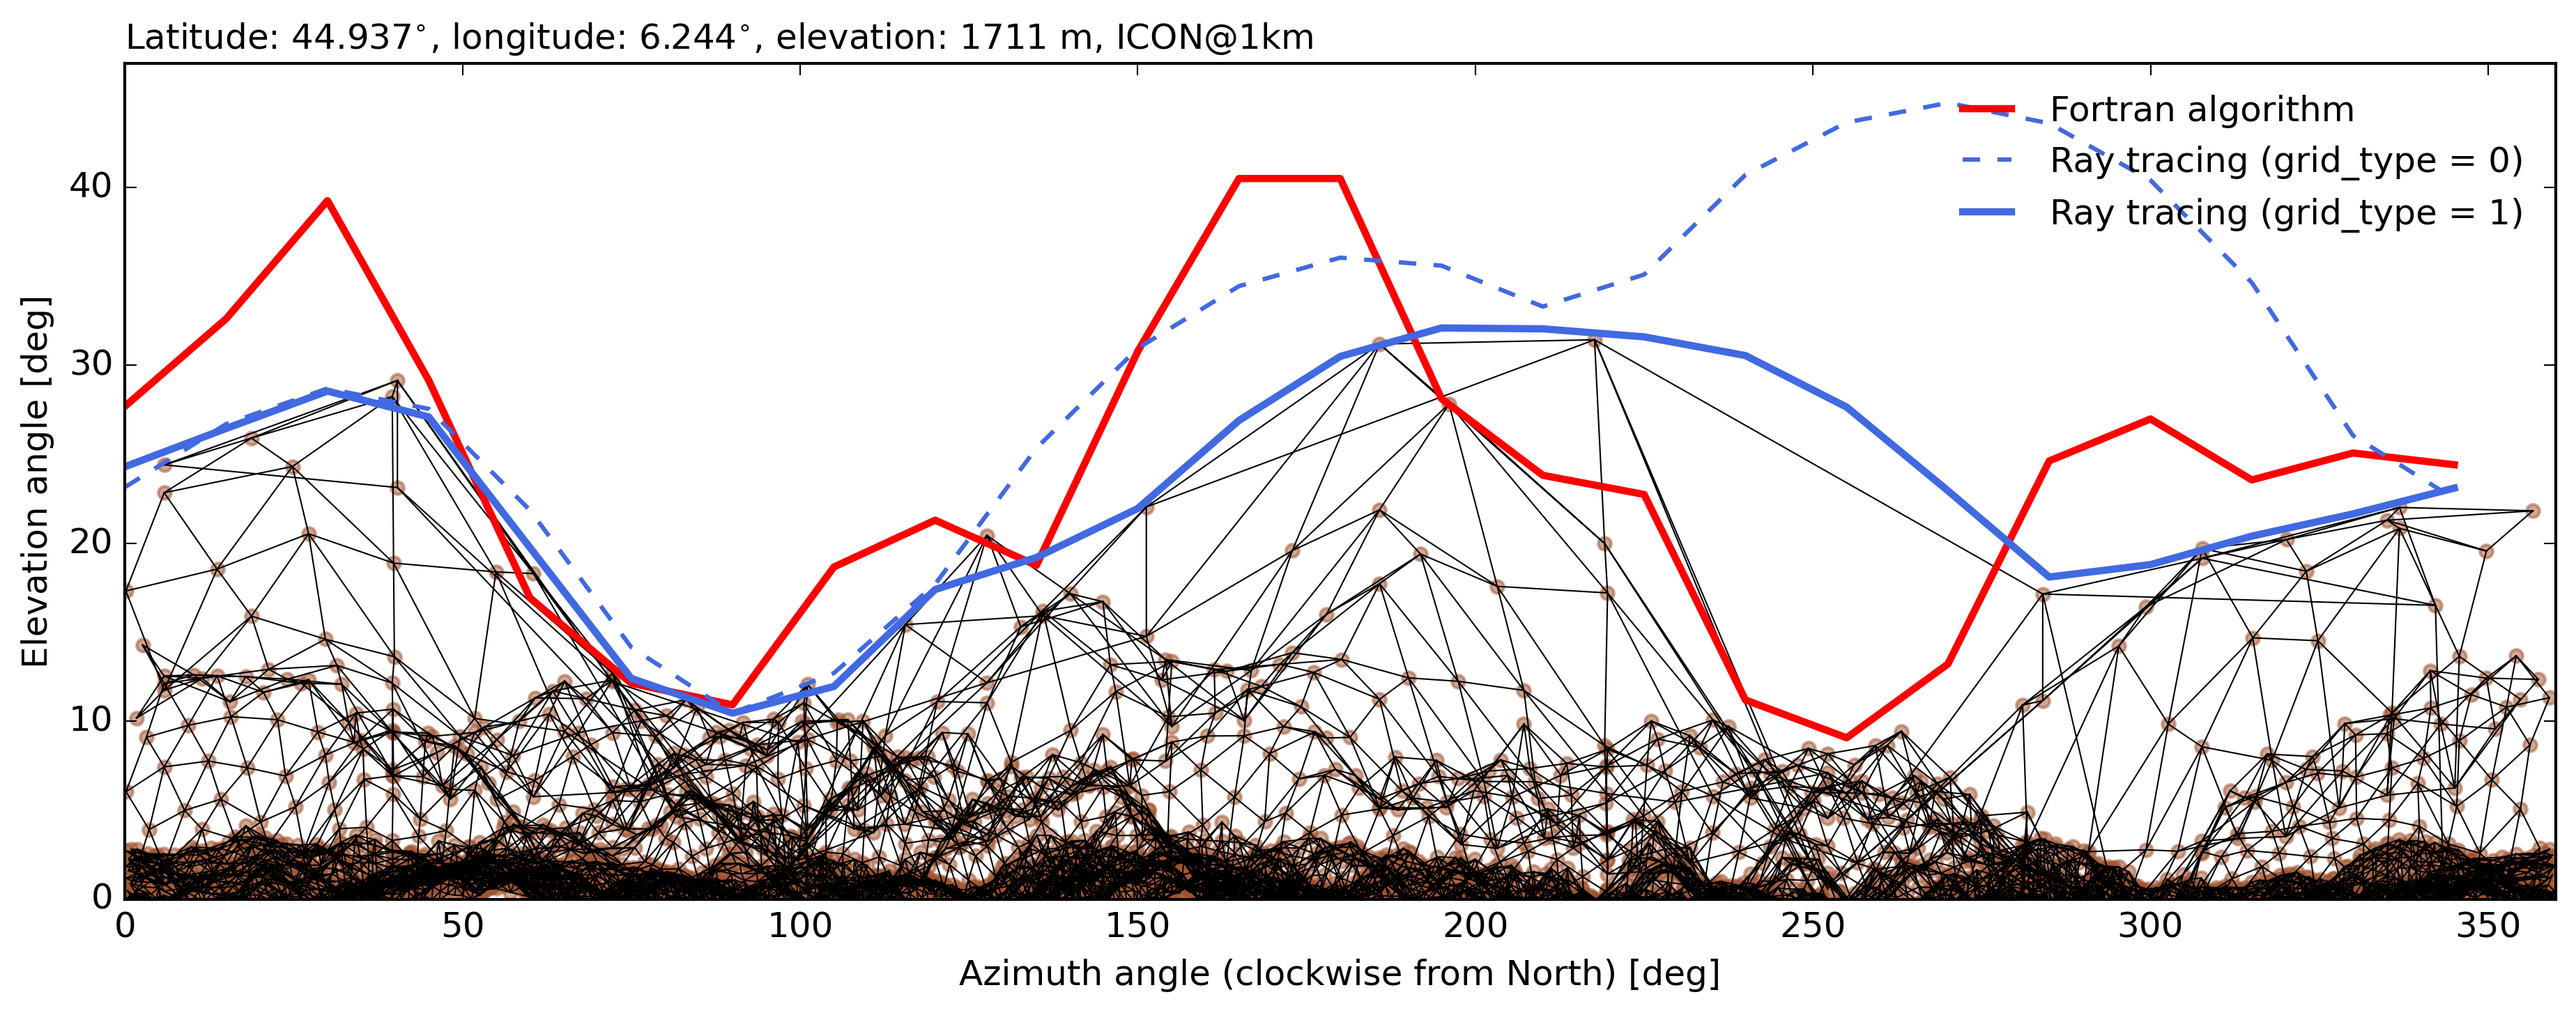 Latitude: 44.937°, longitude: 6.244°, elevation: 1711 m, ICON@1km
Fortran algorithm
Ray tracing (grid_type = 0)
Ray tracing (grid_type = 1)
Elevation angle [deg]
40
30
20
10
0
0 50 100 150 200 250 300 350
Azimuth angle (clockwise from North) [deg]